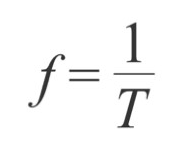 f = 1/T